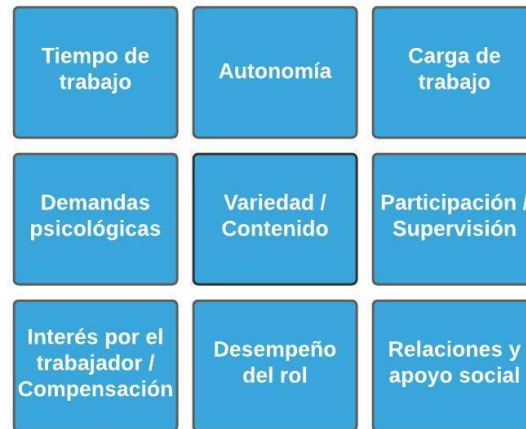 Tiempo de
trabajo
Autonomía
Carga de
trabajo
Demandas
psicológicas
Variedad /
Contenido
Participación /
Supervisión
Interés por el
trabajador /
Compensación
Desempeño
del rol
Relaciones y
apoyo social